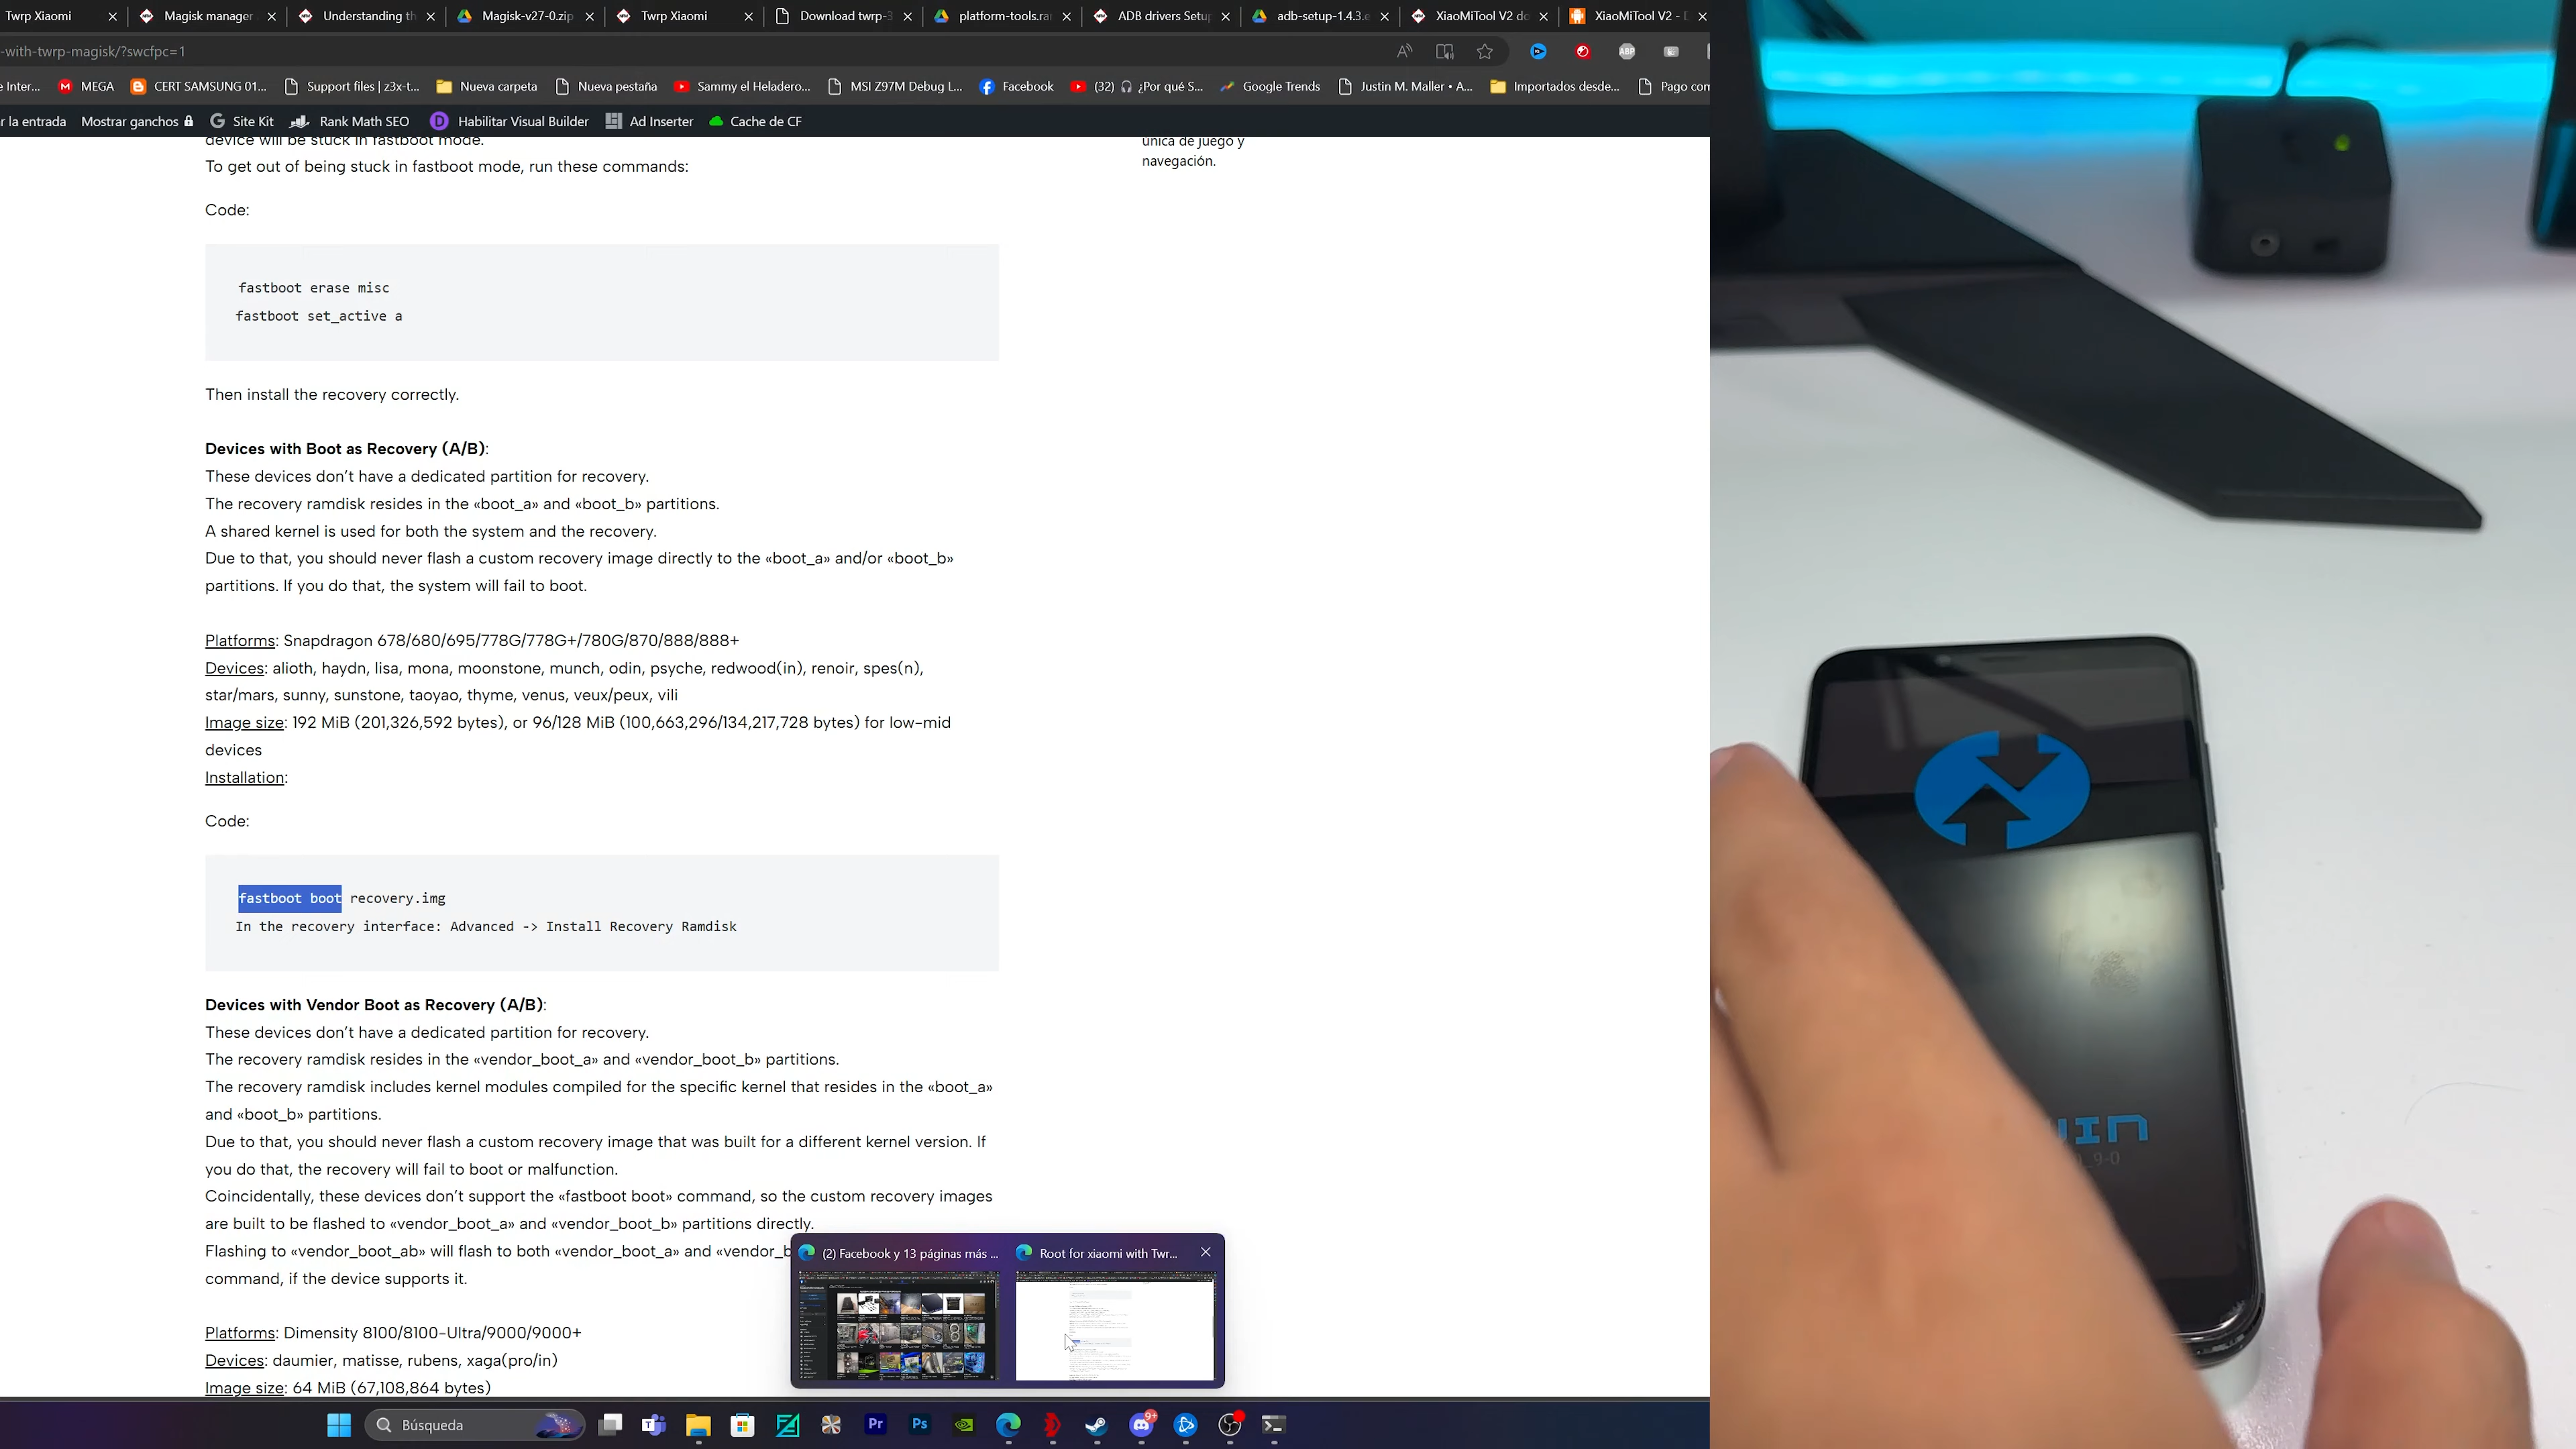 Twrp Xiaomi
Magisk manager
Understanding th
Magisk-v27-0.zip
Twrp Xiaomi
Download twrp-3
platform-tools.ra
ADB drivers Setup
adb-setup-1.4.3.e
XiaoMiTool V2 do
XiaoMiTool V2 -
-with-twrp-magisk/?swcfpc=1
e Inter...
MEGA
CERT SAMSUNG 01...
Support files | z3x-t...
Nueva carpeta
Nueva pestaña
Sammy el Heladero...
MSI Z97M Debug L...
Facebook
(32) 🎧 ¿Por qué S...
Google Trends
Justin M. Maller • A...
Importados desde...
Pago con
r la entrada
Mostrar ganchos
Site Kit
Rank Math SEO
Habilitar Visual Builder
Ad Inserter
Cache de CF
device will be stuck in fastboot mode.
To get out of being stuck in fastboot mode, run these commands:
única de juego y
navegación.
Code:
fastboot erase misc
fastboot set_active a
Then install the recovery correctly.
Devices with Boot as Recovery (A/B):
These devices don’t have a dedicated partition for recovery.
The recovery ramdisk resides in the «boot_a» and «boot_b» partitions.
A shared kernel is used for both the system and the recovery.
Due to that, you should never flash a custom recovery image directly to the «boot_a» and/or «boot_b»
partitions. If you do that, the system will fail to boot.
Platforms: Snapdragon 678/680/695/778G/778G+/780G/870/888/888+
Devices: alioth, haydn, lisa, mona, moonstone, munch, odin, psyche, redwood(in), renoir, spes(n),
star/mars, sunny, sunstone, taoyao, thyme, venus, veux/peux, vili
Image size: 192 MiB (201,326,592 bytes), or 96/128 MiB (100,663,296/134,217,728 bytes) for low-mid
devices
Installation:
Code:
fastboot boot recovery.img
In the recovery interface: Advanced -> Install Recovery Ramdisk
Devices with Vendor Boot as Recovery (A/B):
These devices don’t have a dedicated partition for recovery.
The recovery ramdisk resides in the «vendor_boot_a» and «vendor_boot_b» partitions.
The recovery ramdisk includes kernel modules compiled for the specific kernel that resides in the «boot_a»
and «boot_b» partitions.
Due to that, you should never flash a custom recovery image that was built for a different kernel version. If
you do that, the recovery will fail to boot or malfunction.
Coincidentally, these devices don’t support the «fastboot boot» command, so the custom recovery images
are built to be flashed to «vendor_boot_a» and «vendor_boot_b» partitions directly.
Flashing to «vendor_boot_ab» will flash to both «vendor_boot_a» and «vendor_b
command, if the device supports it.
Platforms: Dimensity 8100/8100-Ultra/9000/9000+
Devices: daumier, matisse, rubens, xaga(pro/in)
Image size: 64 MiB (67,108,864 bytes)
(2) Facebook y 13 páginas más ...
Root for xiaomi with Twr...
Búsqueda
Pr
Ps
9+
ABP
_9-0